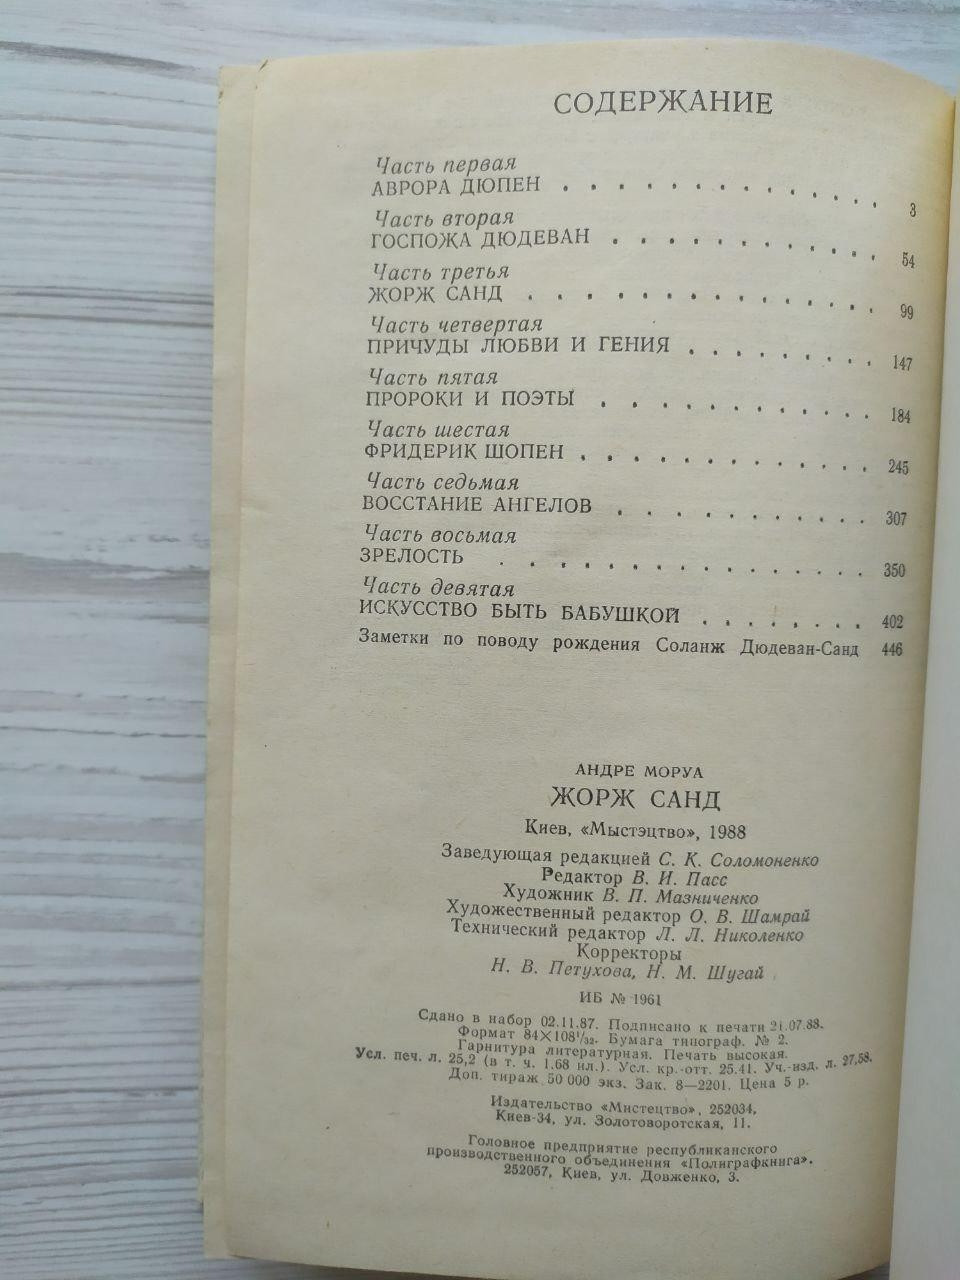 СОДЕРЖАНИЕ
Часть первая
АВРОРА ДЮПЕН . . . . . . . . . . . . 3
Часть вторая
ГОСПОЖА ДЮДЕВАН . . . . . . . . . . 54
Часть третья
ЖОРЖ САНД . . . . . . . . . . . . . 99
Часть четвертая
ПРИЧУДЫ ЛЮБВИ И ГЕНИЯ . . . . . . . . 147
Часть пятая
ПРОРОКИ И ПОЭТЫ . . . . . . . . . . 184
Часть шестая
ФРИДЕРИК ШОПЕН . . . . . . . . . . . 245
Часть седьмая
ВОССТАНИЕ АНГЕЛОВ . . . . . . . . . 307
Часть восьмая
ЗРЕЛОСТЬ . . . . . . . . . . . . . 350
Часть девятая
ИСКУССТВО БЫТЬ БАБУШКОЙ . . . . . . . . 402
Заметки по поводу рождения Соланж Дюдеван-Санд 446
АНДРЕ МОРУА
ЖОРЖ САНД
Киев, «Мыстэцтво», 1988
Заведующая редакцией С. К. Соломоненко
Редактор В. И. Пасс
Художник В. П. Мазниченко
Художественный редактор О. В. Шамрай
Технический редактор Л. Л. Николенко
Корректоры
Н. В. Петухова, Н. М. Шугай
ИБ № 1961
Сдано в набор 02.11.87. Подписано к печати 21.07.88.
Формат 84×108¹/₃₂. Бумага типограф. № 2.
Гарнитура литературная. Печать высокая.
Усл. печ. л. 25,2 (в т. ч. 1.68 ил.). Усл. кр.-отт. 25.41. Уч.-изд. л. 27,58.
Доп. тираж 50 000 экз. Зак. 8—2201. Цена 5 р.
Издательство «Мистецтво», 252034,
Киев-34, ул. Золотоворотская, 11.
Головное предприятие республиканского
производственного объединения «Полиграфкнига».
252057, Киев, ул. Довженко, 3.